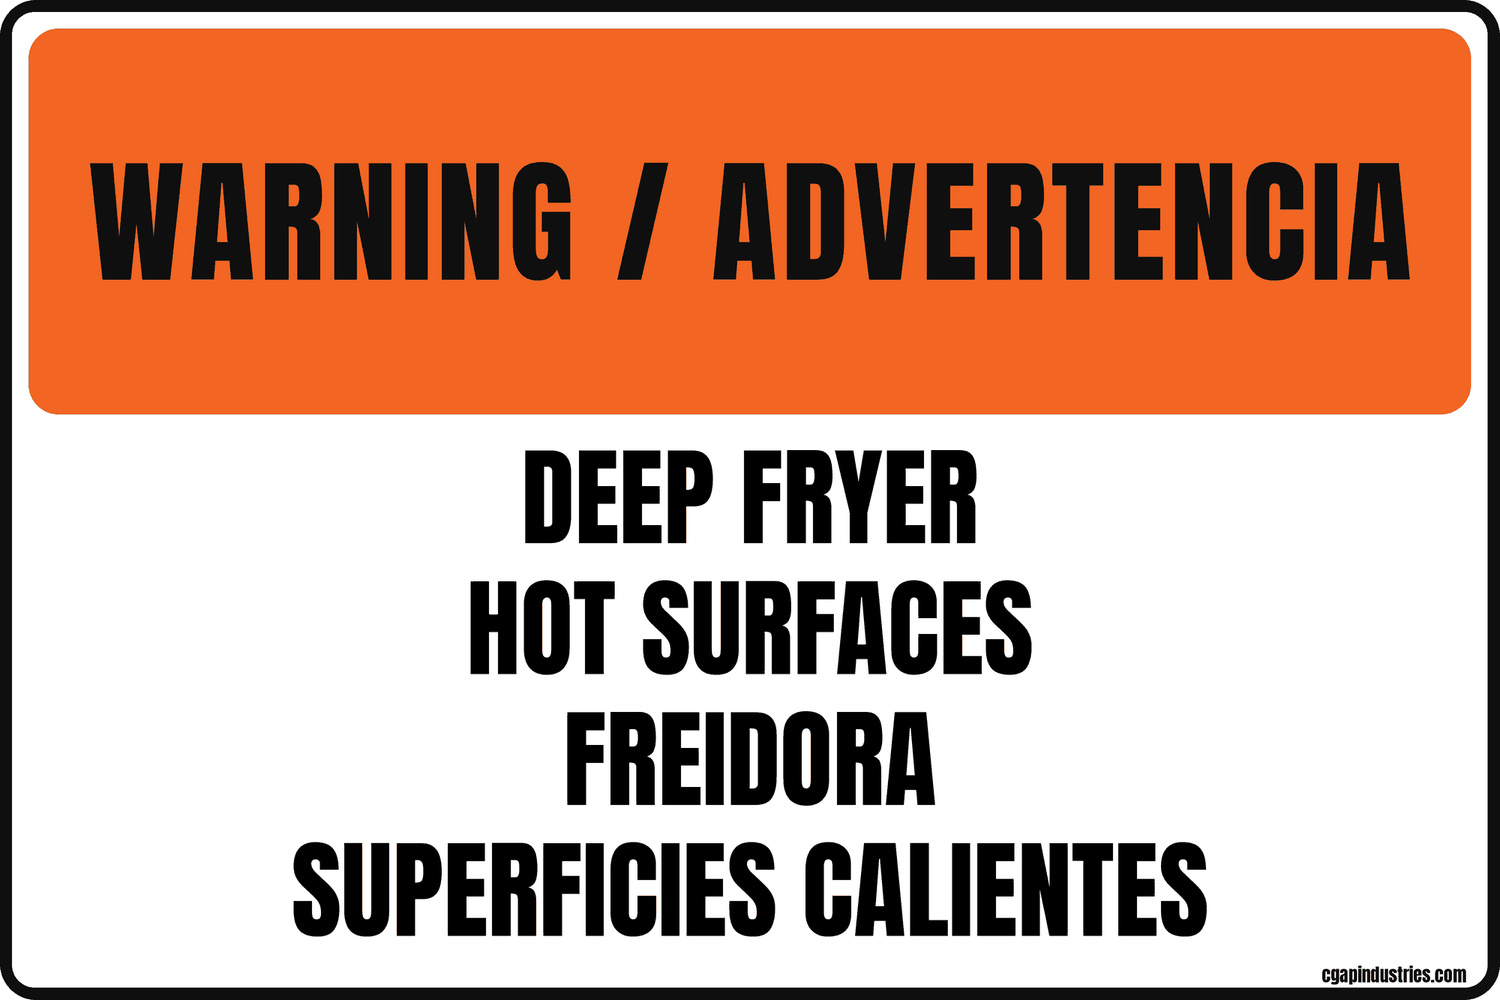 WARNING / ADVERTENCIA
DEEP FRYER
HOT SURFACES
FREIDORA
SUPERFICIES CALIENTES
cgapindustries.com